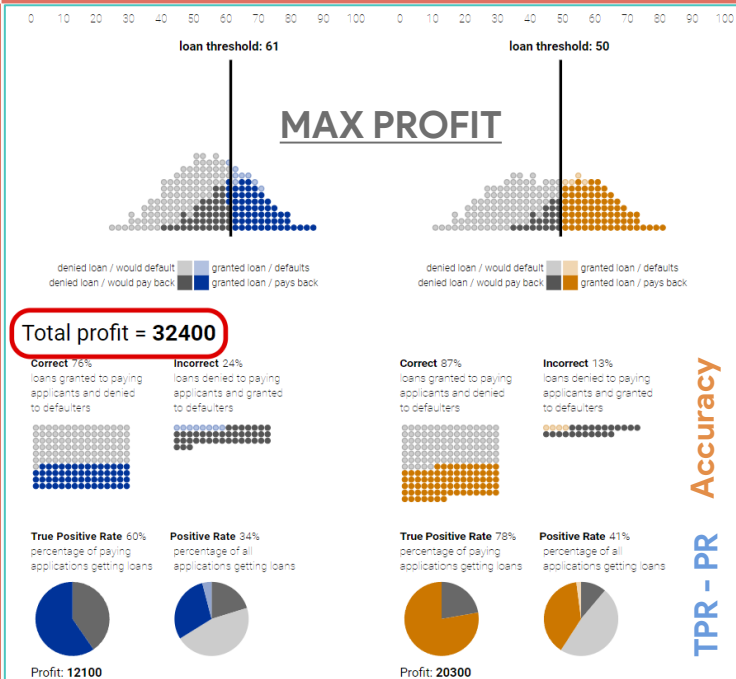 0 10 20 30 40 50 60 70 80 90 100 0 10 20 30 40 50 60 70 80 90 100
loan threshold: 61
loan threshold: 50
MAX PROFIT
denied loan / would default granted loan / defaults
denied loan / would pay back granted loan / pays back
denied loan / would default granted loan / defaults
denied loan / would pay back granted loan / pays back
Total profit = 32400
Correct 76%
loans granted to paying
applicants and denied
to defaulters
Incorrect 24%
loans denied to paying
applicants and granted
to defaulters
Correct 87%
loans granted to paying
applicants and denied
to defaulters
Incorrect 13%
loans denied to paying
applicants and granted
to defaulters
Accuracy
True Positive Rate 60%
percentage of paying
applications getting loans
Positive Rate 34%
percentage of all
applications getting loans
True Positive Rate 78%
percentage of paying
applications getting loans
Positive Rate 41%
percentage of all
applications getting loans
TPR - PR
Profit: 12100
Profit: 20300